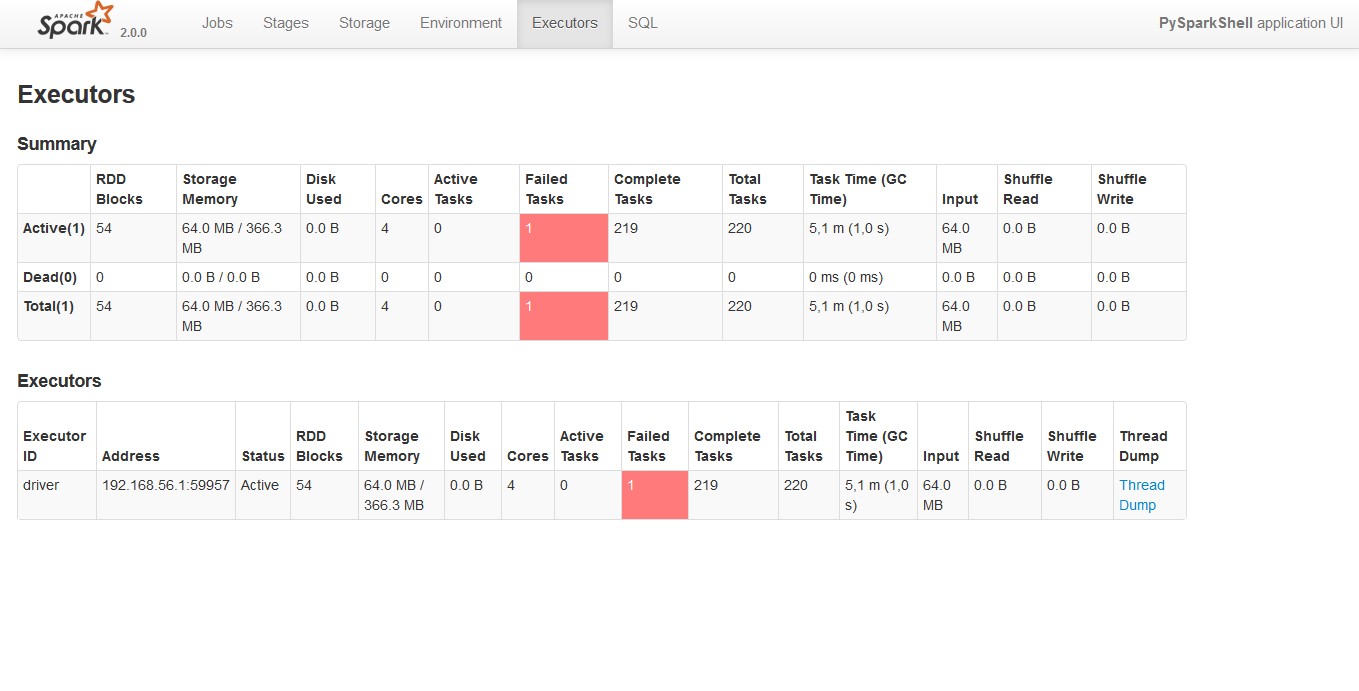 APACHE
Spark 2.0.0 Jobs Stages Storage Environment Executors SQL PySparkShell application UI
Executors
Summary
RDD Blocks Storage Memory Disk Used Cores Active Tasks Failed Tasks Complete Tasks Total Tasks Task Time (GC Time) Input Shuffle Read Shuffle Write
Active(1) 54 64.0 MB / 366.3 MB 0.0 B 4 0 1 219 220 5,1 m (1,0 s) 64.0 MB 0.0 B 0.0 B
Dead(0) 0 0.0 B / 0.0 B 0.0 B 0 0 0 0 0 0 ms (0 ms) 0.0 B 0.0 B 0.0 B
Total(1) 54 64.0 MB / 366.3 MB 0.0 B 4 0 1 219 220 5,1 m (1,0 s) 64.0 MB 0.0 B 0.0 B
Executors
Executor ID Address Status RDD Blocks Storage Memory Disk Used Cores Active Tasks Failed Tasks Complete Tasks Total Tasks Task Time (GC Time) Input Shuffle Read Shuffle Write Thread Dump
driver 192.168.56.1:59957 Active 54 64.0 MB / 366.3 MB 0.0 B 4 0 1 219 220 5,1 m (1,0 s) 64.0 MB 0.0 B 0.0 B Thread Dump